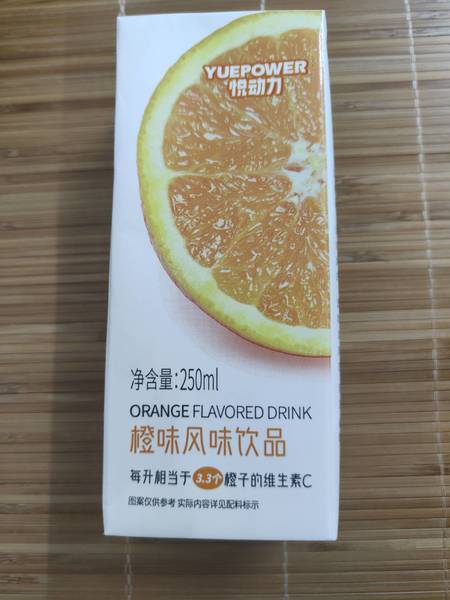 YUEPOWER
悦动力
净含量:250ml
ORANGE FLAVORED DRINK
橙味风味饮品
每升相当于3.3个橙子的维生素C
图案仅供参考 实际内容详见配料标示